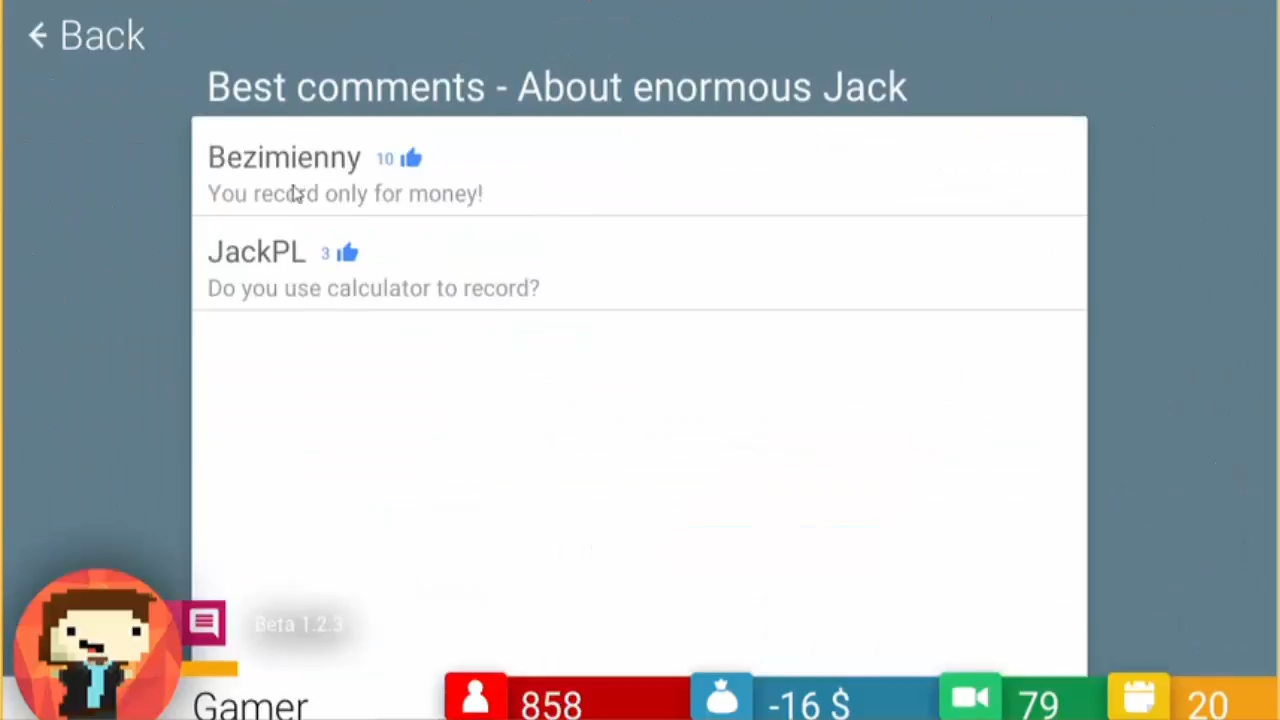 Back
Best comments - About enormous Jack
Bezimienny 10
You record only for money!
JackPL 3
Do you use calculator to record?
Beta 1.2.3
Gamer 858 -16 $ 79 20